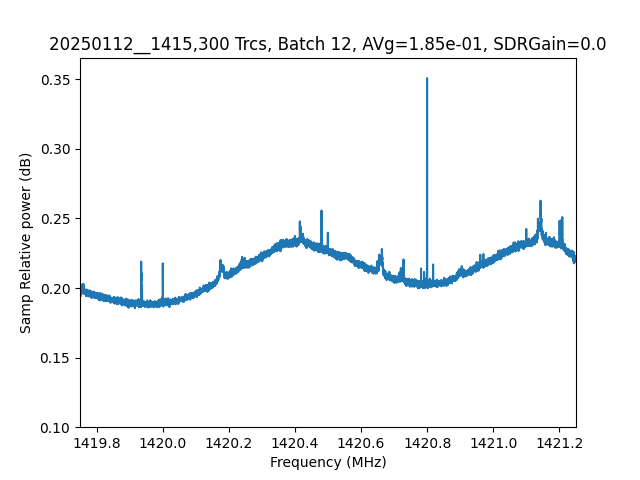 20250112__1415,300 Trcs, Batch 12, AVg=1.85e-01, SDRGain=0.0
Samp Relative power (dB)
0.35
0.30
0.25
0.20
0.15
0.10
1419.8 1420.0 1420.2 1420.4 1420.6 1420.8 1421.0 1421.2
Frequency (MHz)